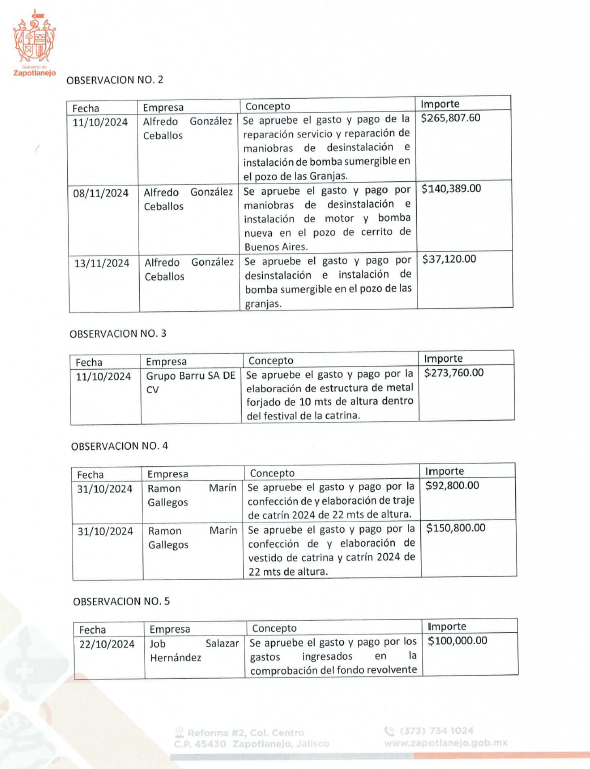 Gobierno de
Zapotlanejo
OBSERVACION NO. 2
Fecha Empresa Concepto Importe
11/10/2024 Alfredo González Se apruebe el gasto y pago de la $265,807.60
Ceballos reparación servicio y reparación de
maniobras de desinstalación e
instalación de bomba sumergible en
el pozo de las Granjas.
08/11/2024 Alfredo González Se apruebe el gasto y pago por $140,389.00
Ceballos maniobras de desinstalación e
instalación de motor y bomba
nueva en el pozo de cerrito de
Buenos Aires.
13/11/2024 Alfredo González Se apruebe el gasto y pago por $37,120.00
Ceballos desinstalación e instalación de
bomba sumergible en el pozo de las
granjas.
OBSERVACION NO. 3
Fecha Empresa Concepto Importe
11/10/2024 Grupo Barru SA DE Se apruebe el gasto y pago por la $273,760.00
CV elaboración de estructura de metal
forjado de 10 mts de altura dentro
del festival de la catrina.
OBSERVACION NO. 4
Fecha Empresa Concepto Importe
31/10/2024 Ramon Marín Se apruebe el gasto y pago por la $92,800.00
Gallegos confección de y elaboración de traje
de catrín 2024 de 22 mts de altura.
31/10/2024 Ramon Marín Se apruebe el gasto y pago por la $150,800.00
Gallegos confección de y elaboración de
vestido de catrina y catrín 2024 de
22 mts de altura.
OBSERVACION NO. 5
Fecha Empresa Concepto Importe
22/10/2024 Job Salazar Se apruebe el gasto y pago por los $100,000.00
Hernández gastos ingresados en la
comprobación del fondo revolvente
Reforma #2, Col. Centro (373) 734 1024
C.P. 45430 Zapotlanejo, Jalisco www.zapotlanejo.gob.mx